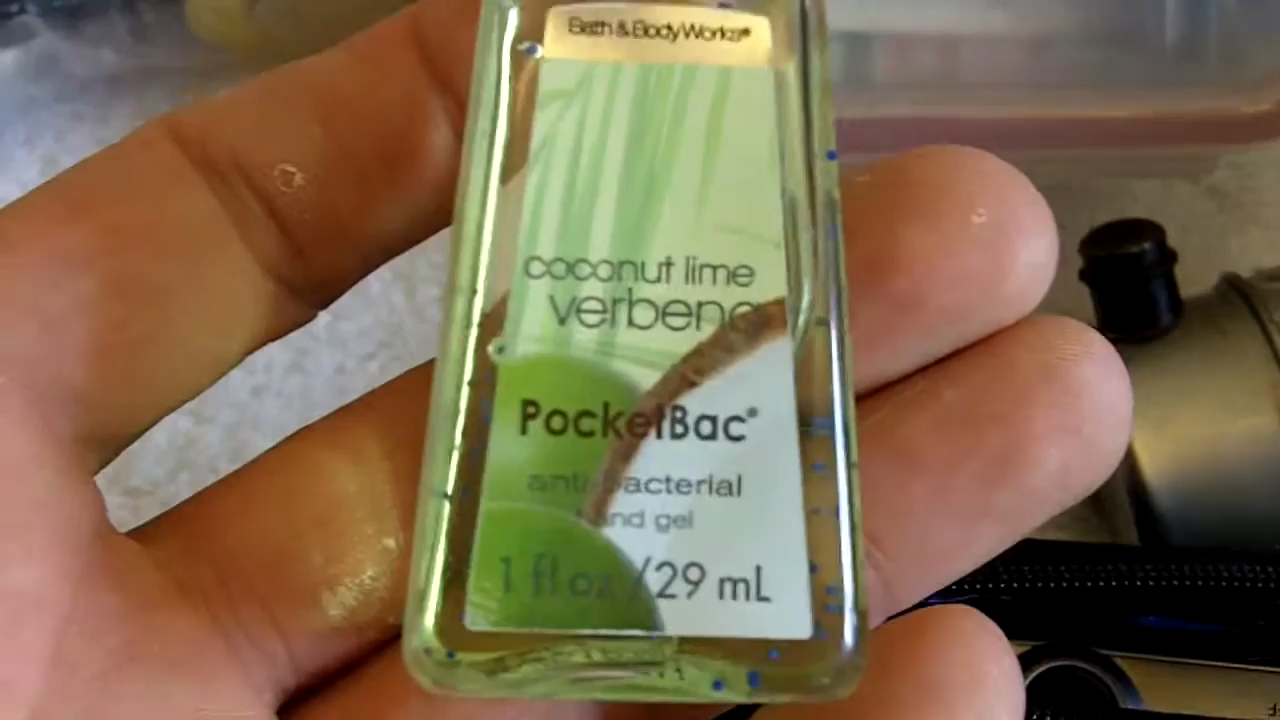 Bath & Body Works®
coconut lime
verbena
PocketBac®
anti-bacterial
hand gel
1 fl oz / 29 mL